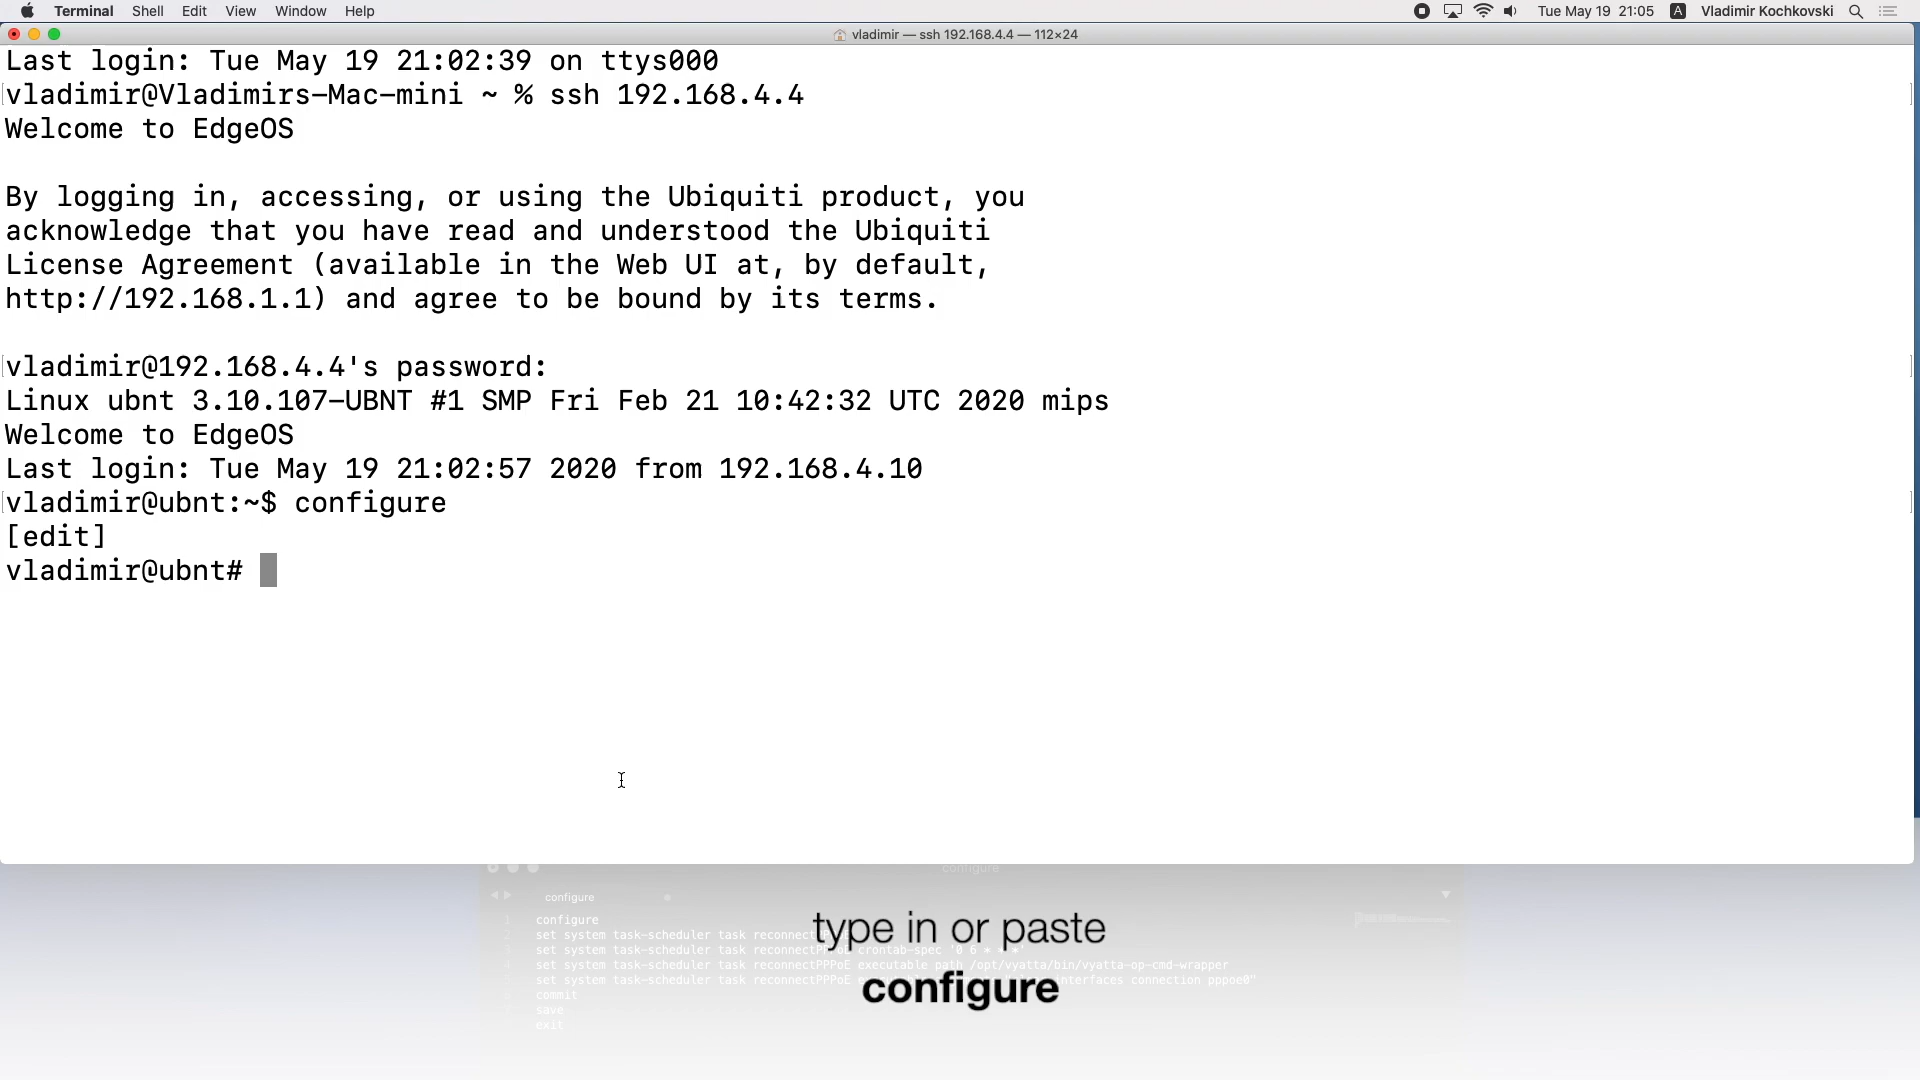 Terminal Shell Edit View Window Help
Tue May 19 21:05 A Vladimir Kochkovski
vladimir — ssh 192.168.4.4 — 112×24
Last login: Tue May 19 21:02:39 on ttys000
[vladimir@Vladimirs-Mac-mini ~ % ssh 192.168.4.4 ]
Welcome to EdgeOS
By logging in, accessing, or using the Ubiquiti product, you
acknowledge that you have read and understood the Ubiquiti
License Agreement (available in the Web UI at, by default,
http://192.168.1.1) and agree to be bound by its terms.
[vladimir@192.168.4.4's password: ]
Linux ubnt 3.10.107-UBNT #1 SMP Fri Feb 21 10:42:32 UTC 2020 mips
Welcome to EdgeOS
Last login: Tue May 19 21:02:57 2020 from 192.168.4.10
[vladimir@ubnt:~$ configure ]
[edit]
vladimir@ubnt#
configure
configure
configure
set system task-scheduler task
set system task-scheduler task reconnectPPPoE crontab-spec '0 6 * * *'
set system task-scheduler task reconnectPPPoE executable path /opt/vyatta/bin/vyatta-op-cmd-wrapper
set system task-scheduler task reconnectPPPoE interfaces connection pppoe0"
commit
save
exit
type in or paste
configure